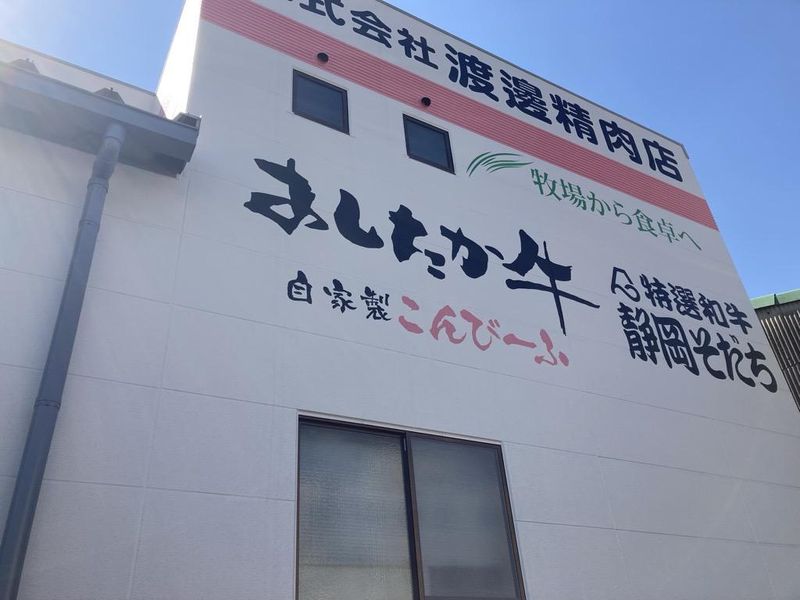 式会社 渡邊精肉店
牧場から食卓へ
あしたか牛
自家製 こんびーふ
特選和牛
静岡そだち